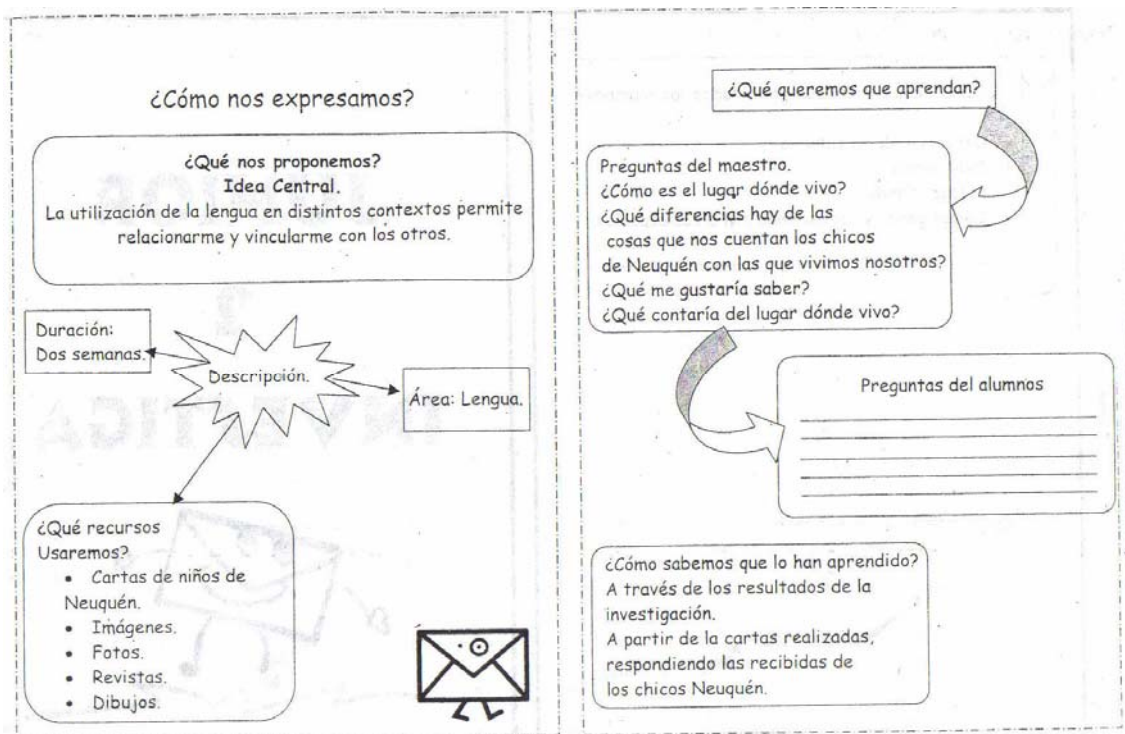 ¿Cómo nos expresamos?
¿Qué nos proponemos?
Idea Central.
La utilización de la lengua en distintos contextos permite
relacionarme y vincularme con los otros.
Duración:
Dos semanas.
Descripción.
Área: Lengua.
¿Qué recursos
Usaremos?
• Cartas de niños de
Neuquén.
• Imágenes.
• Fotos.
• Revistas.
• Dibujos.
¿Qué queremos que aprendan?
Preguntas del maestro.
¿Cómo es el lugar dónde vivo?
¿Qué diferencias hay de las
cosas que nos cuentan los chicos
de Neuquén con las que vivimos nosotros?
¿Qué me gustaría saber?
¿Qué contaría del lugar dónde vivo?
Preguntas del alumnos
¿Cómo sabemos que lo han aprendido?
A través de los resultados de la
investigación.
A partir de la cartas realizadas,
respondiendo las recibidas de
los chicos Neuquén.